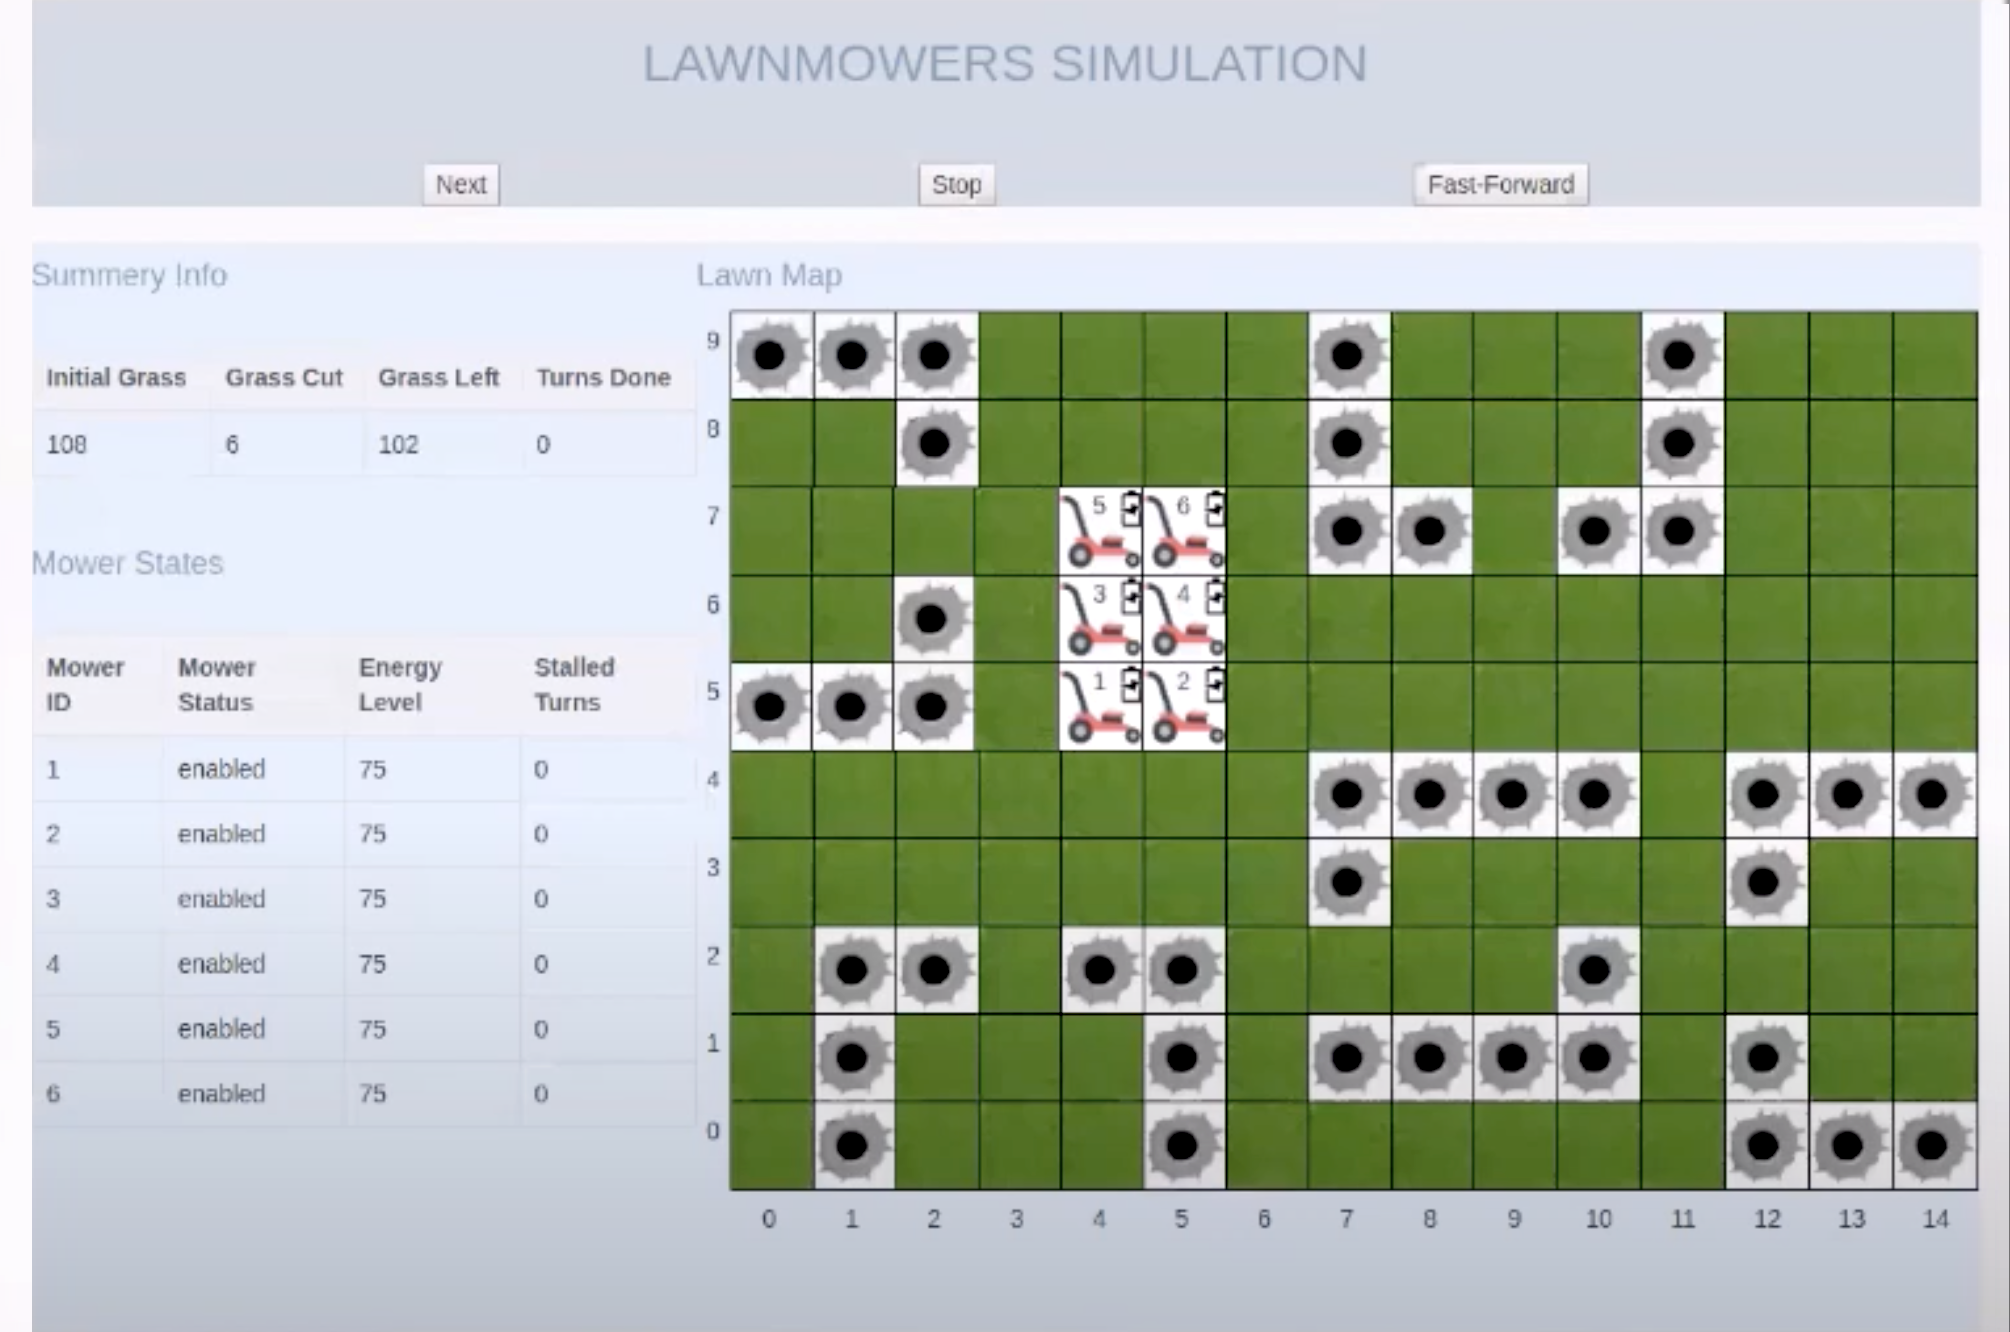 LAWNMOWERS SIMULATION
Next Stop Fast-Forward
Summery Info
Initial Grass Grass Cut Grass Left Turns Done
108 6 102 0
Mower States
Mower ID Mower Status Energy Level Stalled Turns
1 enabled 75 0
2 enabled 75 0
3 enabled 75 0
4 enabled 75 0
5 enabled 75 0
6 enabled 75 0
Lawn Map
9
8
7 5 6
6 3 4
5 1 2
4
3
2
1
0
0 1 2 3 4 5 6 7 8 9 10 11 12 13 14